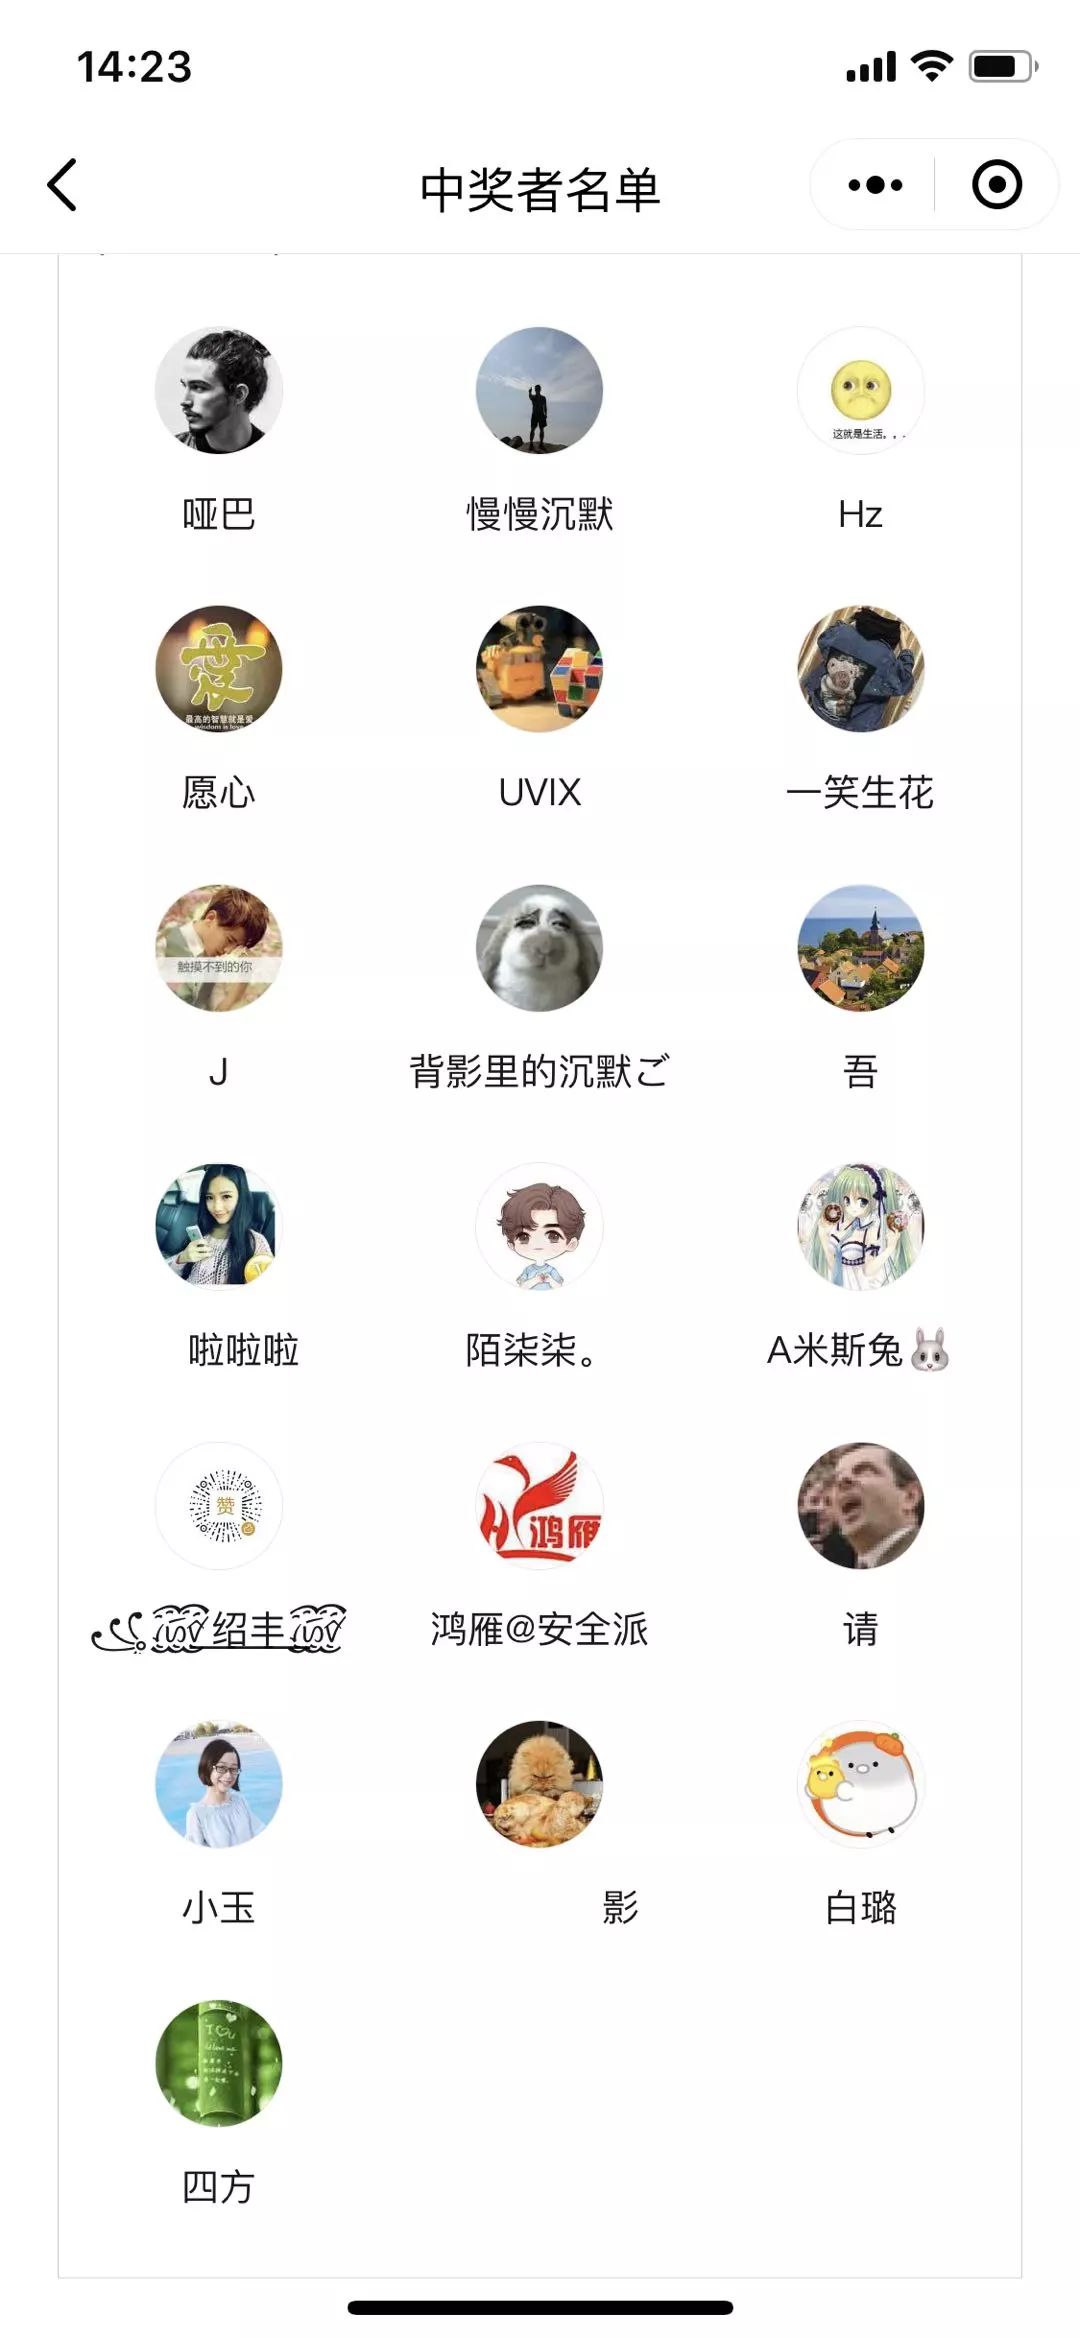 14:23
中奖者名单
这就是生活。。.
哑巴 慢慢沉默 Hz
爱
最高的智慧就是爱
wisdom is love
愿心 UVIX 一笑生花
触摸不到的你
J 背影里的沉默ご 吾
啦啦啦 陌柒柒。 A米斯兔🐰
赞
鸿雁
绍丰 鸿雁@安全派 请
小玉 影 白璐
I U
四方